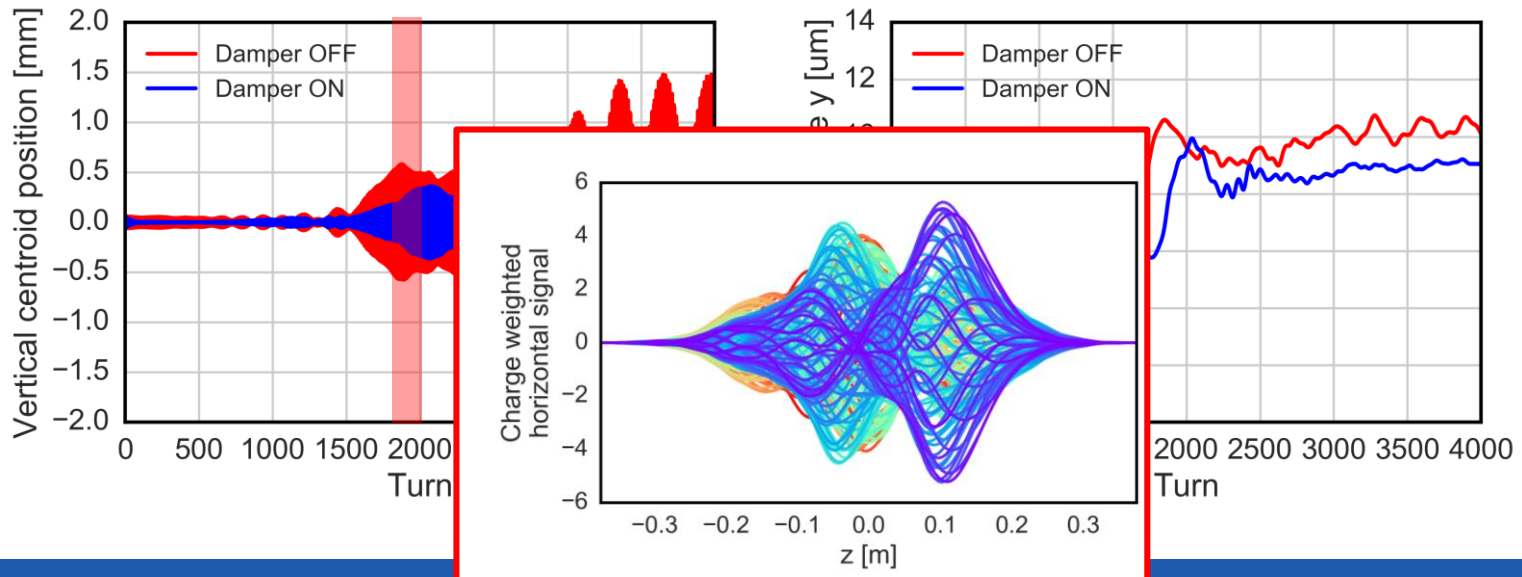 Vertical centroid position [mm]
2.0
1.5
1.0
0.5
0.0
−0.5
−1.0
−1.5
−2.0
Damper OFF
Damper ON
0 500 1000 1500 2000
Turn
e y [um]
14
12
Damper OFF
Damper ON
2000 2500 3000 3500 4000
Turn
Charge weighted
horizontal signal
6
4
2
0
−2
−4
−6
−0.3 −0.2 −0.1 0.0 0.1 0.2 0.3
z [m]